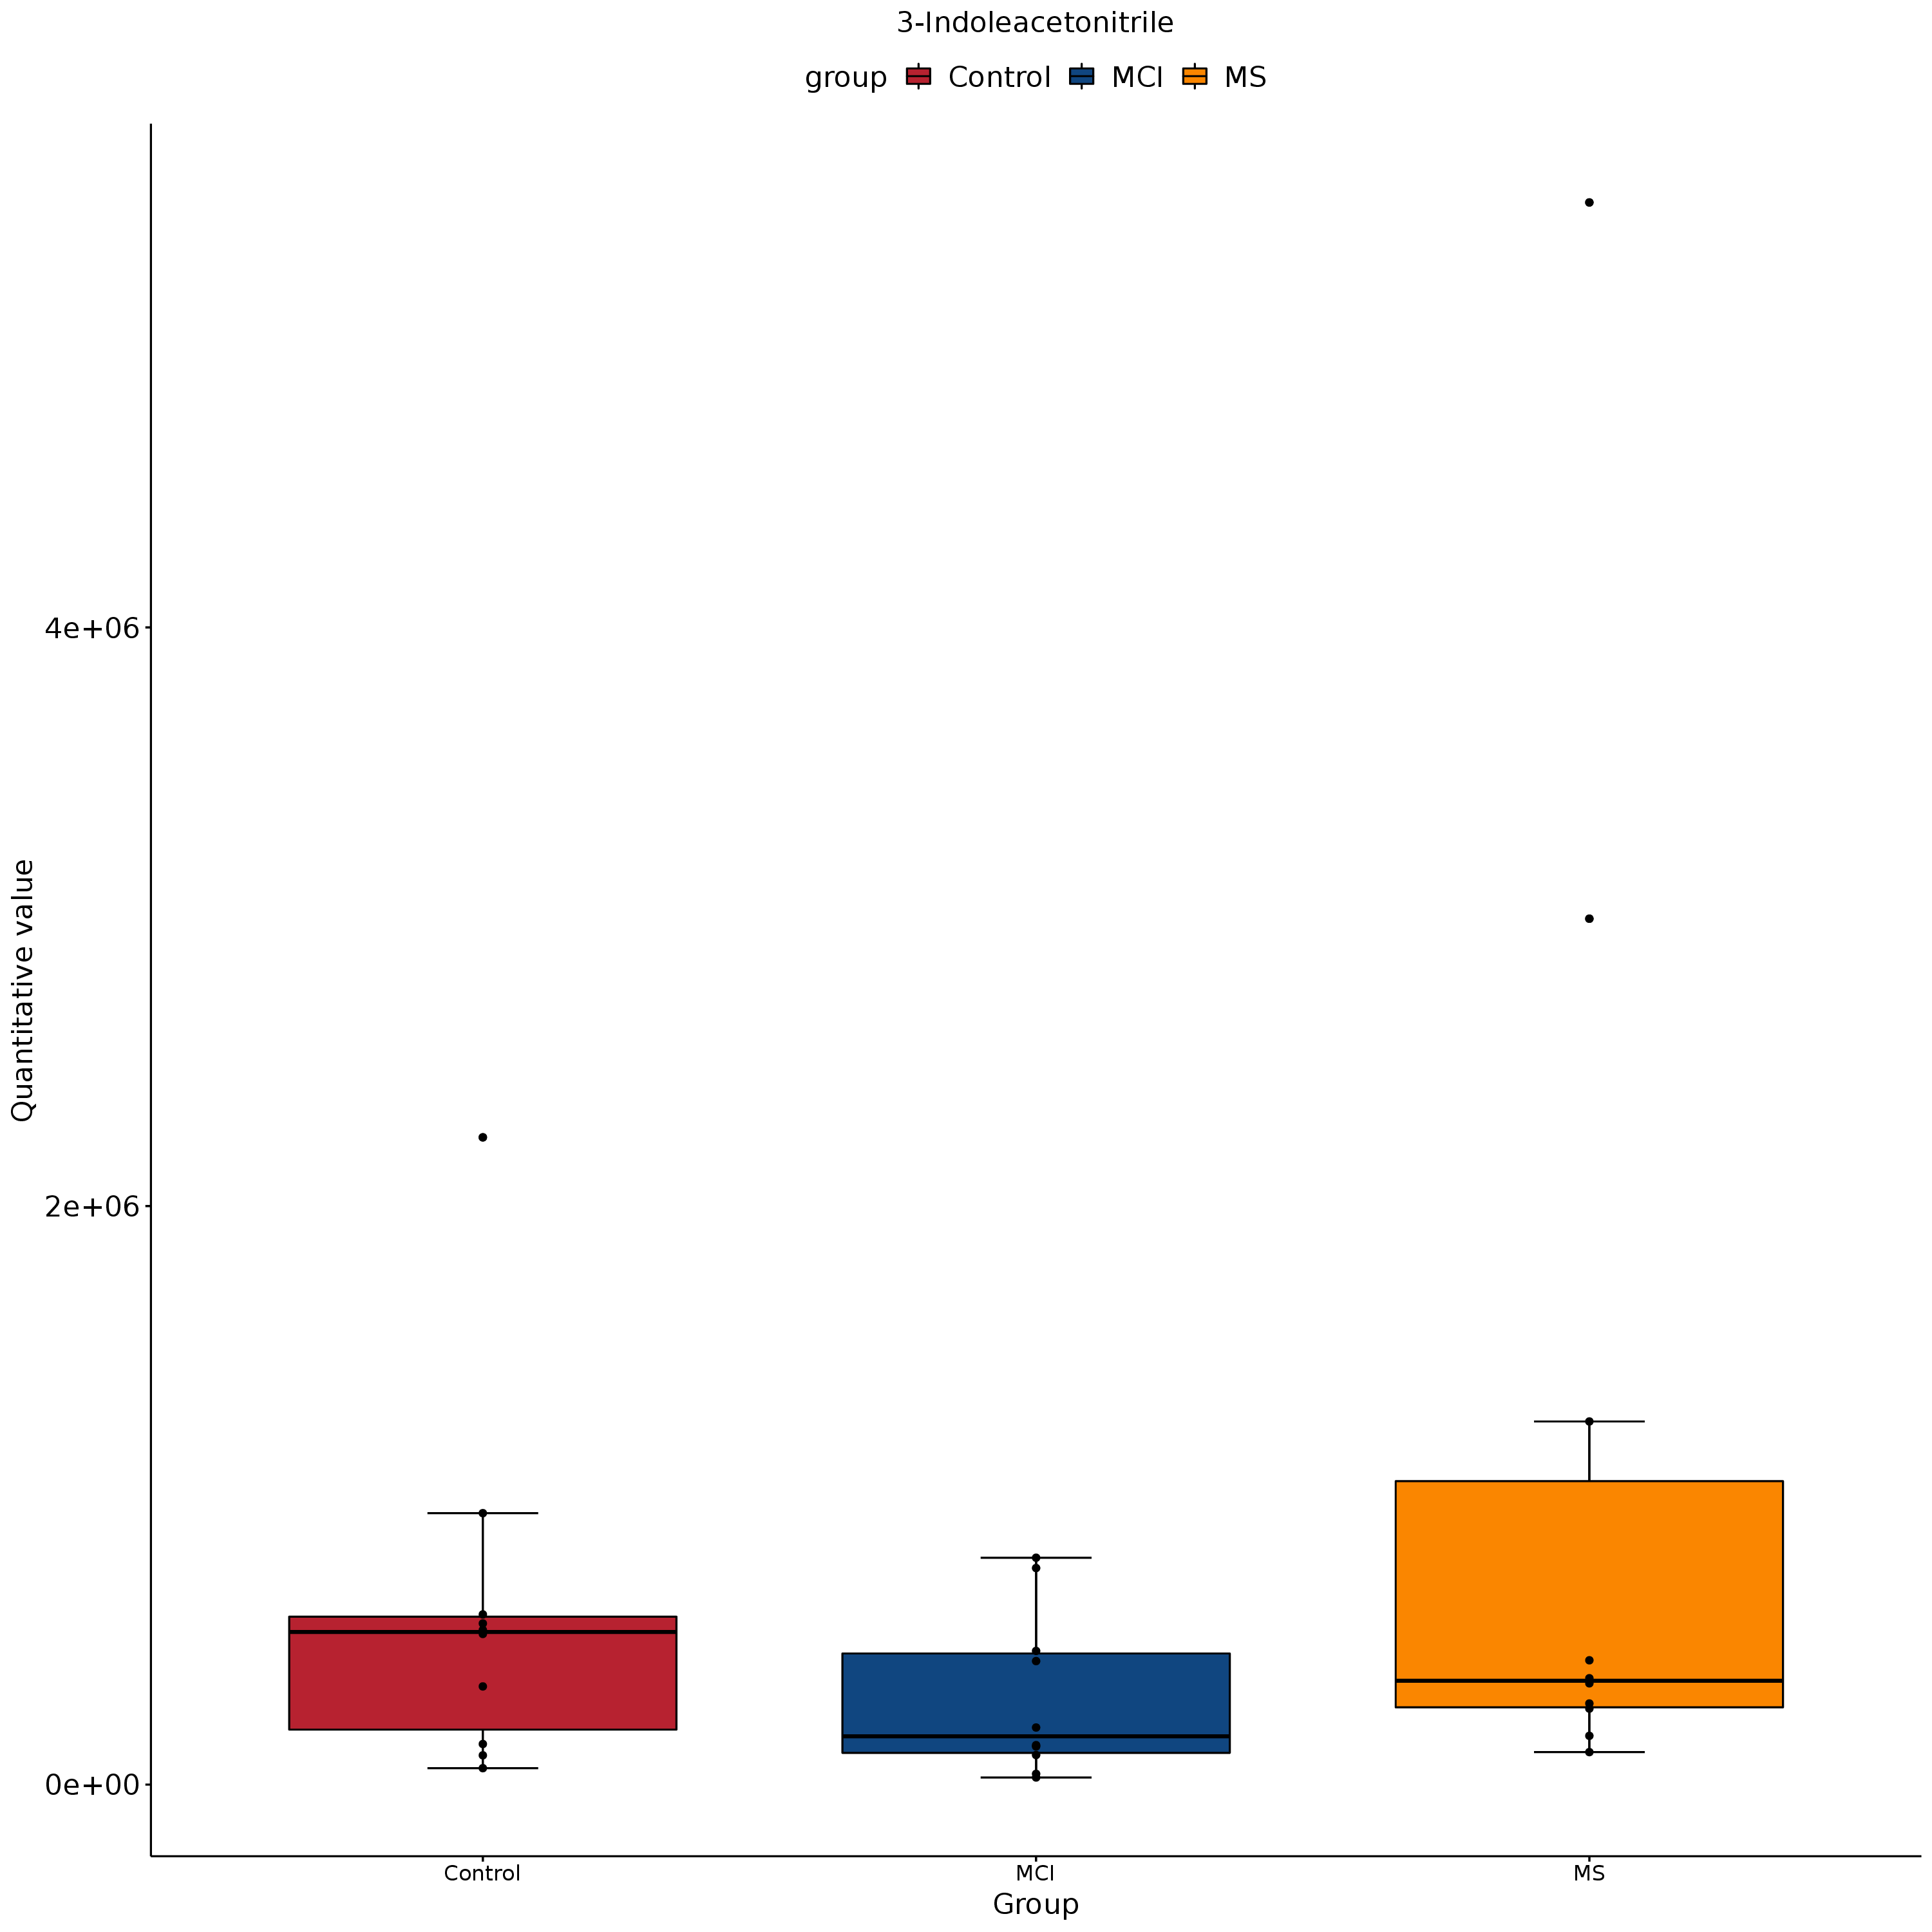 3-Indoleacetonitrile
group Control MCI MS
Quantitative value
4e+06
2e+06
0e+00
Control MCI MS
Group